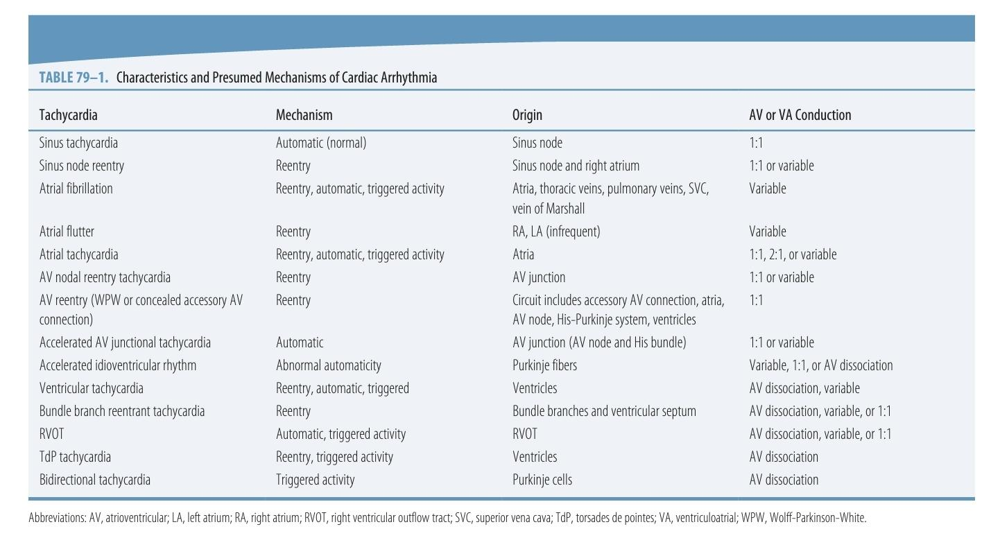 TABLE 79–1. Characteristics and Presumed Mechanisms of Cardiac Arrhythmia
Tachycardia Mechanism Origin AV or VA Conduction
Sinus tachycardia Automatic (normal) Sinus node 1:1
Sinus node reentry Reentry Sinus node and right atrium 1:1 or variable
Atrial fibrillation Reentry, automatic, triggered activity Atria, thoracic veins, pulmonary veins, SVC, Variable
vein of Marshall
Atrial flutter Reentry RA, LA (infrequent) Variable
Atrial tachycardia Reentry, automatic, triggered activity Atria 1:1, 2:1, or variable
AV nodal reentry tachycardia Reentry AV junction 1:1 or variable
AV reentry (WPW or concealed accessory AV Reentry Circuit includes accessory AV connection, atria, 1:1
connection) AV node, His-Purkinje system, ventricles
Accelerated AV junctional tachycardia Automatic AV junction (AV node and His bundle) 1:1 or variable
Accelerated idioventricular rhythm Abnormal automaticity Purkinje fibers Variable, 1:1, or AV dissociation
Ventricular tachycardia Reentry, automatic, triggered Ventricles AV dissociation, variable
Bundle branch reentrant tachycardia Reentry Bundle branches and ventricular septum AV dissociation, variable, or 1:1
RVOT Automatic, triggered activity RVOT AV dissociation, variable, or 1:1
TdP tachycardia Reentry, triggered activity Ventricles AV dissociation
Bidirectional tachycardia Triggered activity Purkinje cells AV dissociation
Abbreviations: AV, atrioventricular; LA, left atrium; RA, right atrium; RVOT, right ventricular outflow tract; SVC, superior vena cava; TdP, torsades de pointes; VA, ventriculoatrial; WPW, Wolff-Parkinson-White.